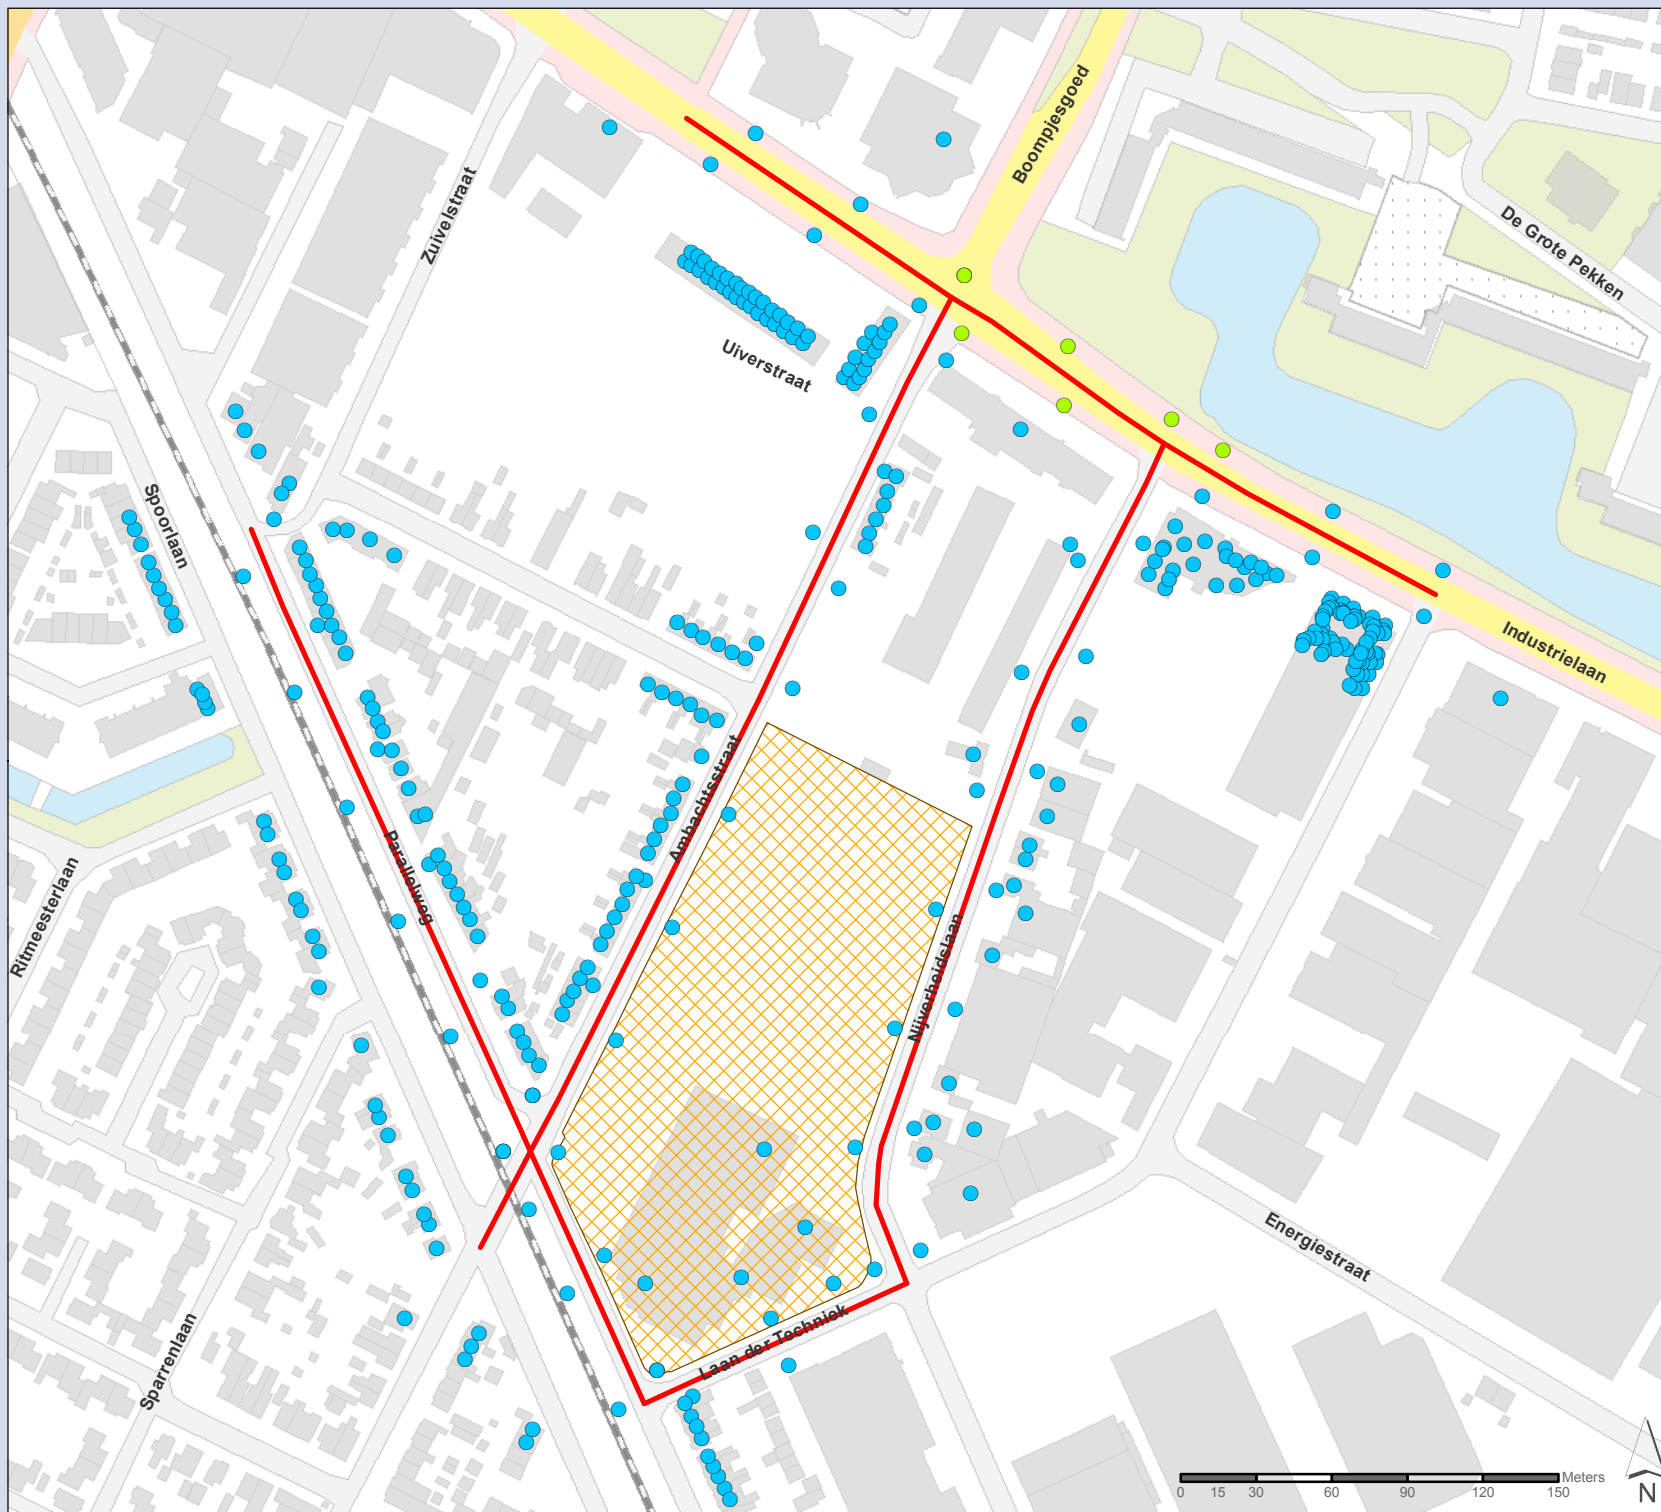 Boompjesgoed
Zuivelstraat
De Grote Pekken
Uiverstraat
Spoorlaan
Industrielaan
Ambachtsstraat
Parallelweg
Ritmeesterlaan
Nijverheidslaan
Energiestraat
Laan der Techniek
Sparrenlaan
Meters
0 15 30 60 90 120 150
N